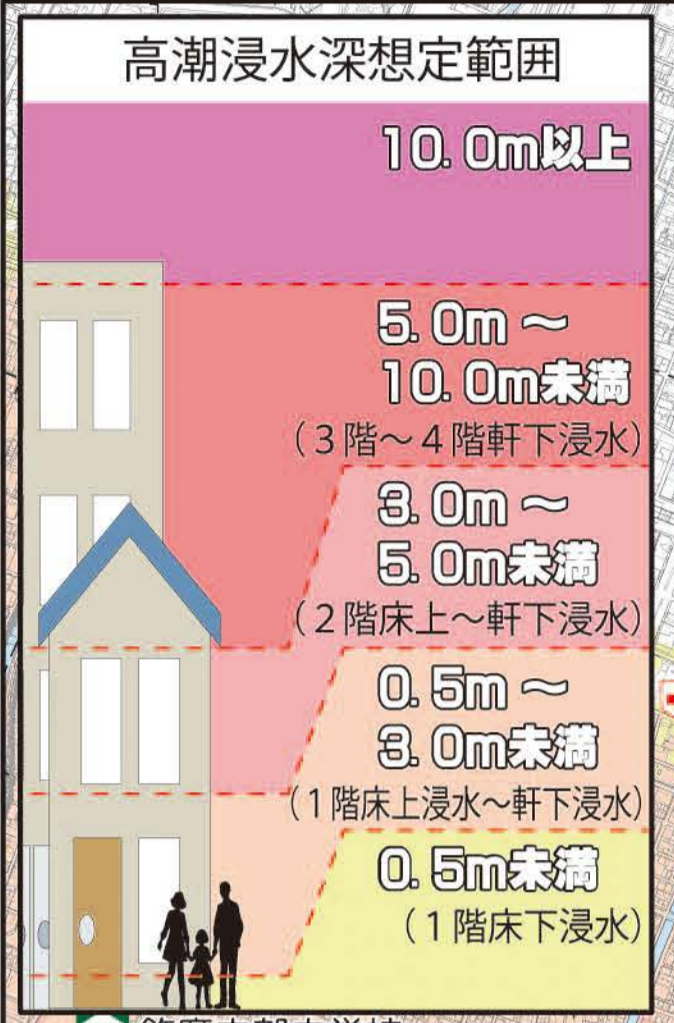 高潮浸水深想定範囲
10.0m以上
5.0m ～
10.0m未満
（3階～4階軒下浸水）
3.0m ～
5.0m未満
（2階床上～軒下浸水）
0.5m ～
3.0m未満
（1階床上浸水～軒下浸水）
0.5m未満
（1階床下浸水）